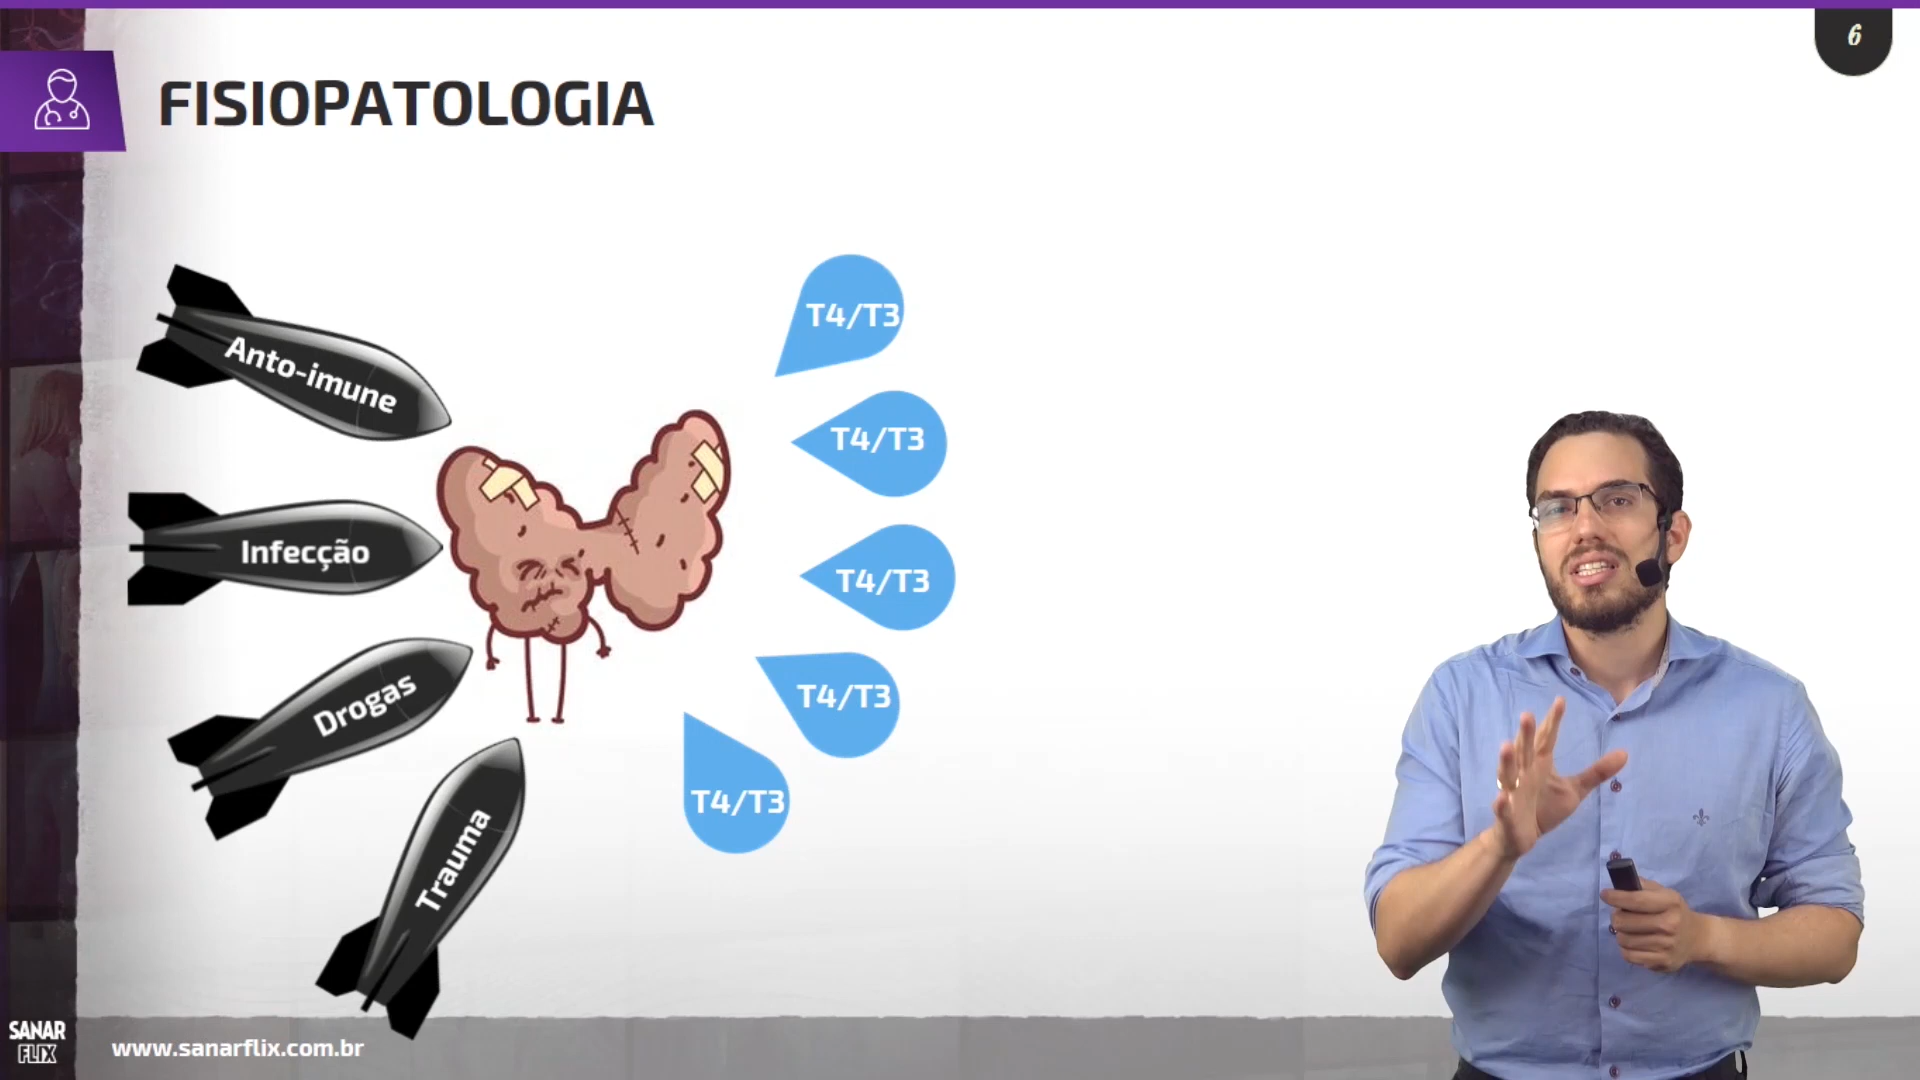 6
FISIOPATOLOGIA
Anto-imune
Infecção
Drogas
Trauma
T4/T3
T4/T3
T4/T3
T4/T3
T4/T3
SANAR
FLIX
www.sanarflix.com.br